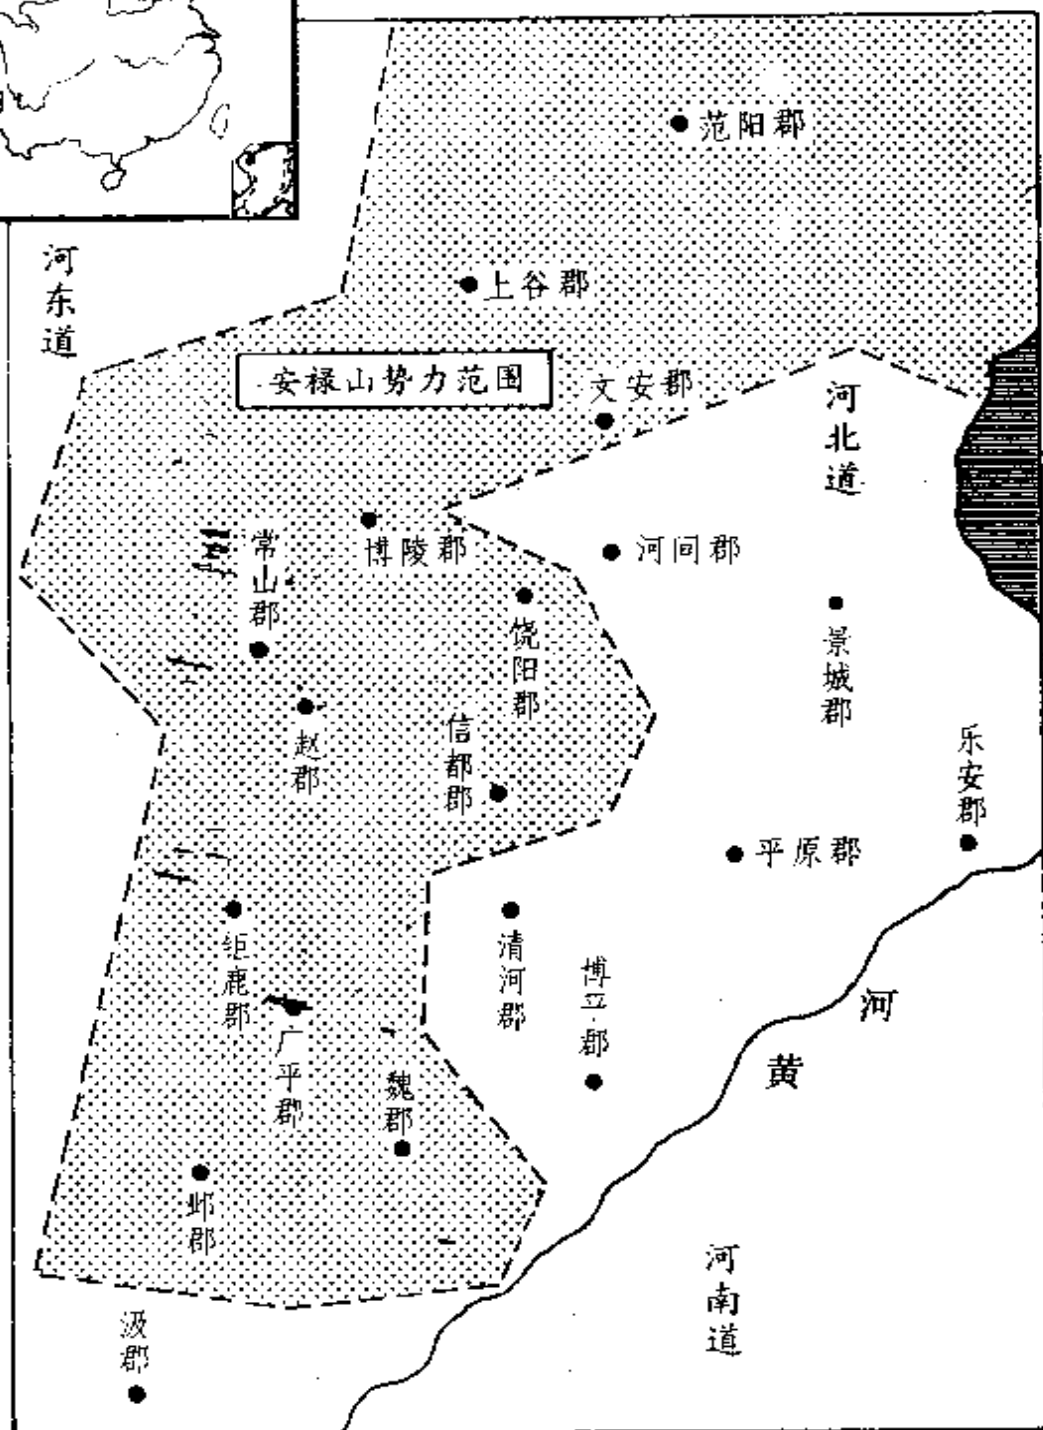 范阳郡
河东道
上谷郡
安禄山势力范围
文安郡
河北道
常山郡
博陵郡
河间郡
饶阳郡
景城郡
赵郡
信都郡
乐安郡
平原郡
钜鹿郡
清河郡
博平郡
广平郡
魏郡
黄河
邺郡
河南道
汲郡